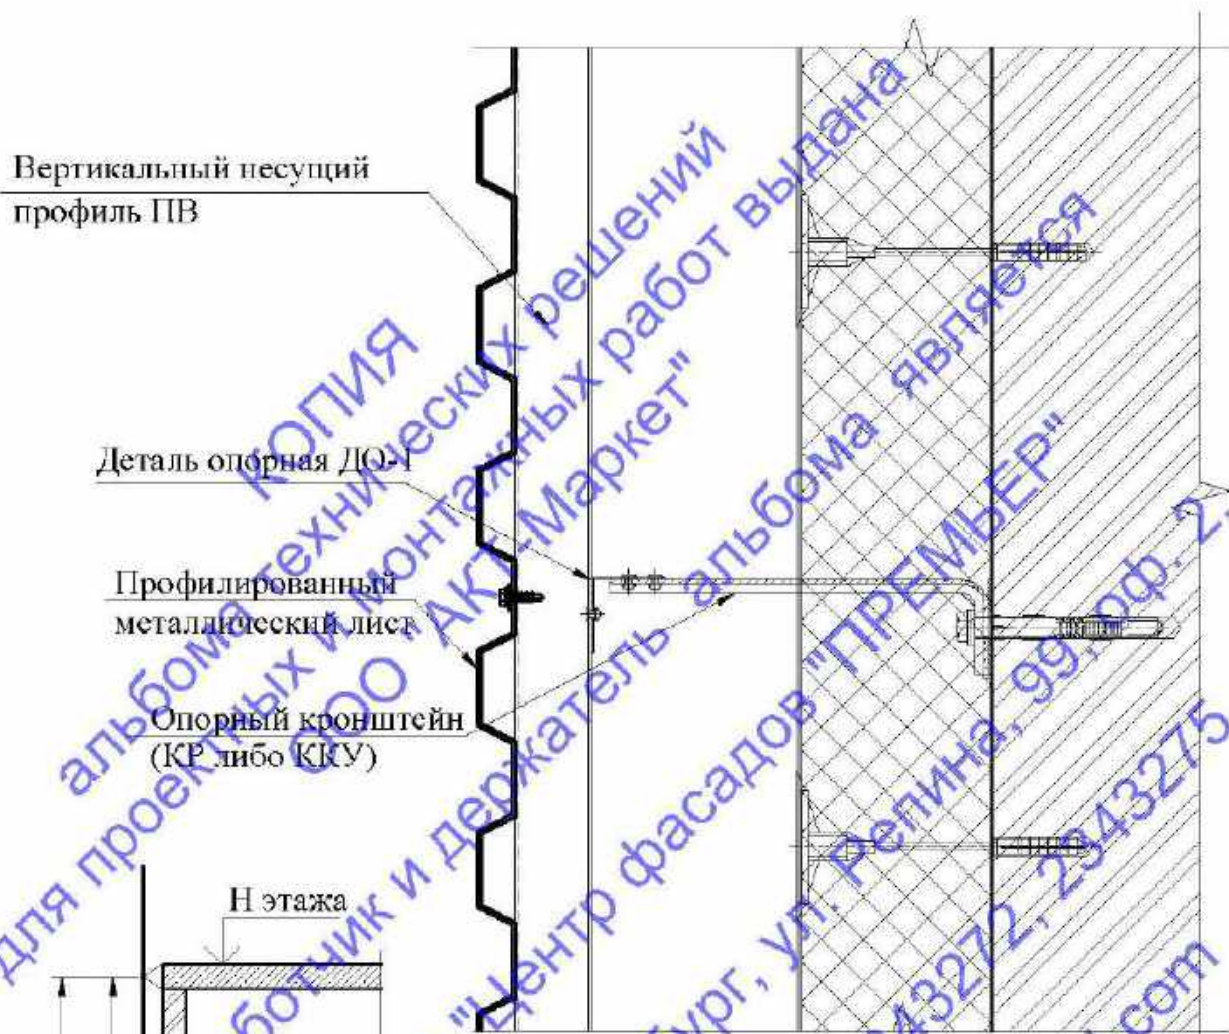 Вертикальный несущий
профиль ПВ
Деталь опорная ДО-1
Профилированный
металлический лист
Опорный кронштейн
(КР либо ККУ)
Н этажа
КОПИЯ
альбома технических решений
для проектных и монтажных работ выдана
ООО "АКТ-Маркет"
и держатель альбома является
"Центр фасадов "ПРЕМЬЕР"
ул. Репина, 99, оф. 2,
2343275